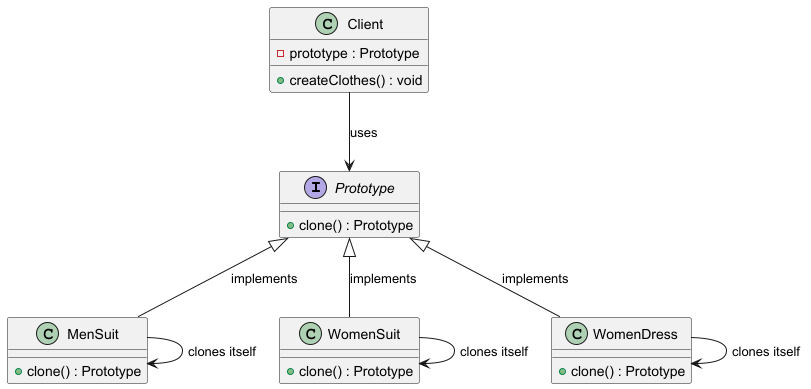 C Client
prototype : Prototype
createClothes() : void
uses
I Prototype
clone() : Prototype
implements
implements
implements
C MenSuit
clone() : Prototype
clones itself
C WomenSuit
clone() : Prototype
clones itself
C WomenDress
clone() : Prototype
clones itself